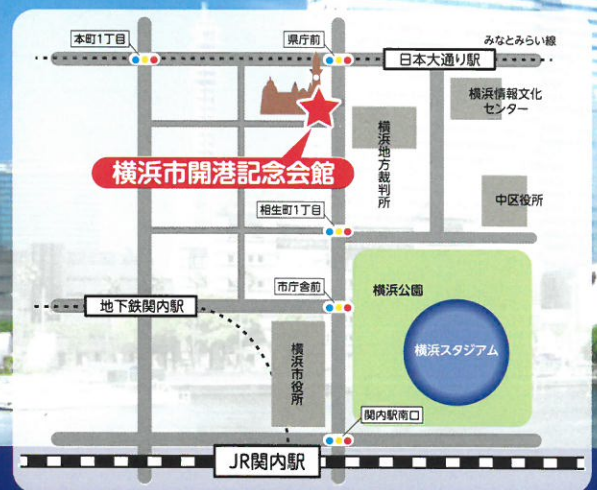 本町1丁目
県庁前
みなとみらい線
日本大通り駅
横浜情報文化
センター
横浜地方裁判所
横浜市開港記念会館
中区役所
相生町1丁目
市庁舎前
横浜公園
地下鉄関内駅
横浜スタジアム
横浜市役所
関内駅南口
JR関内駅